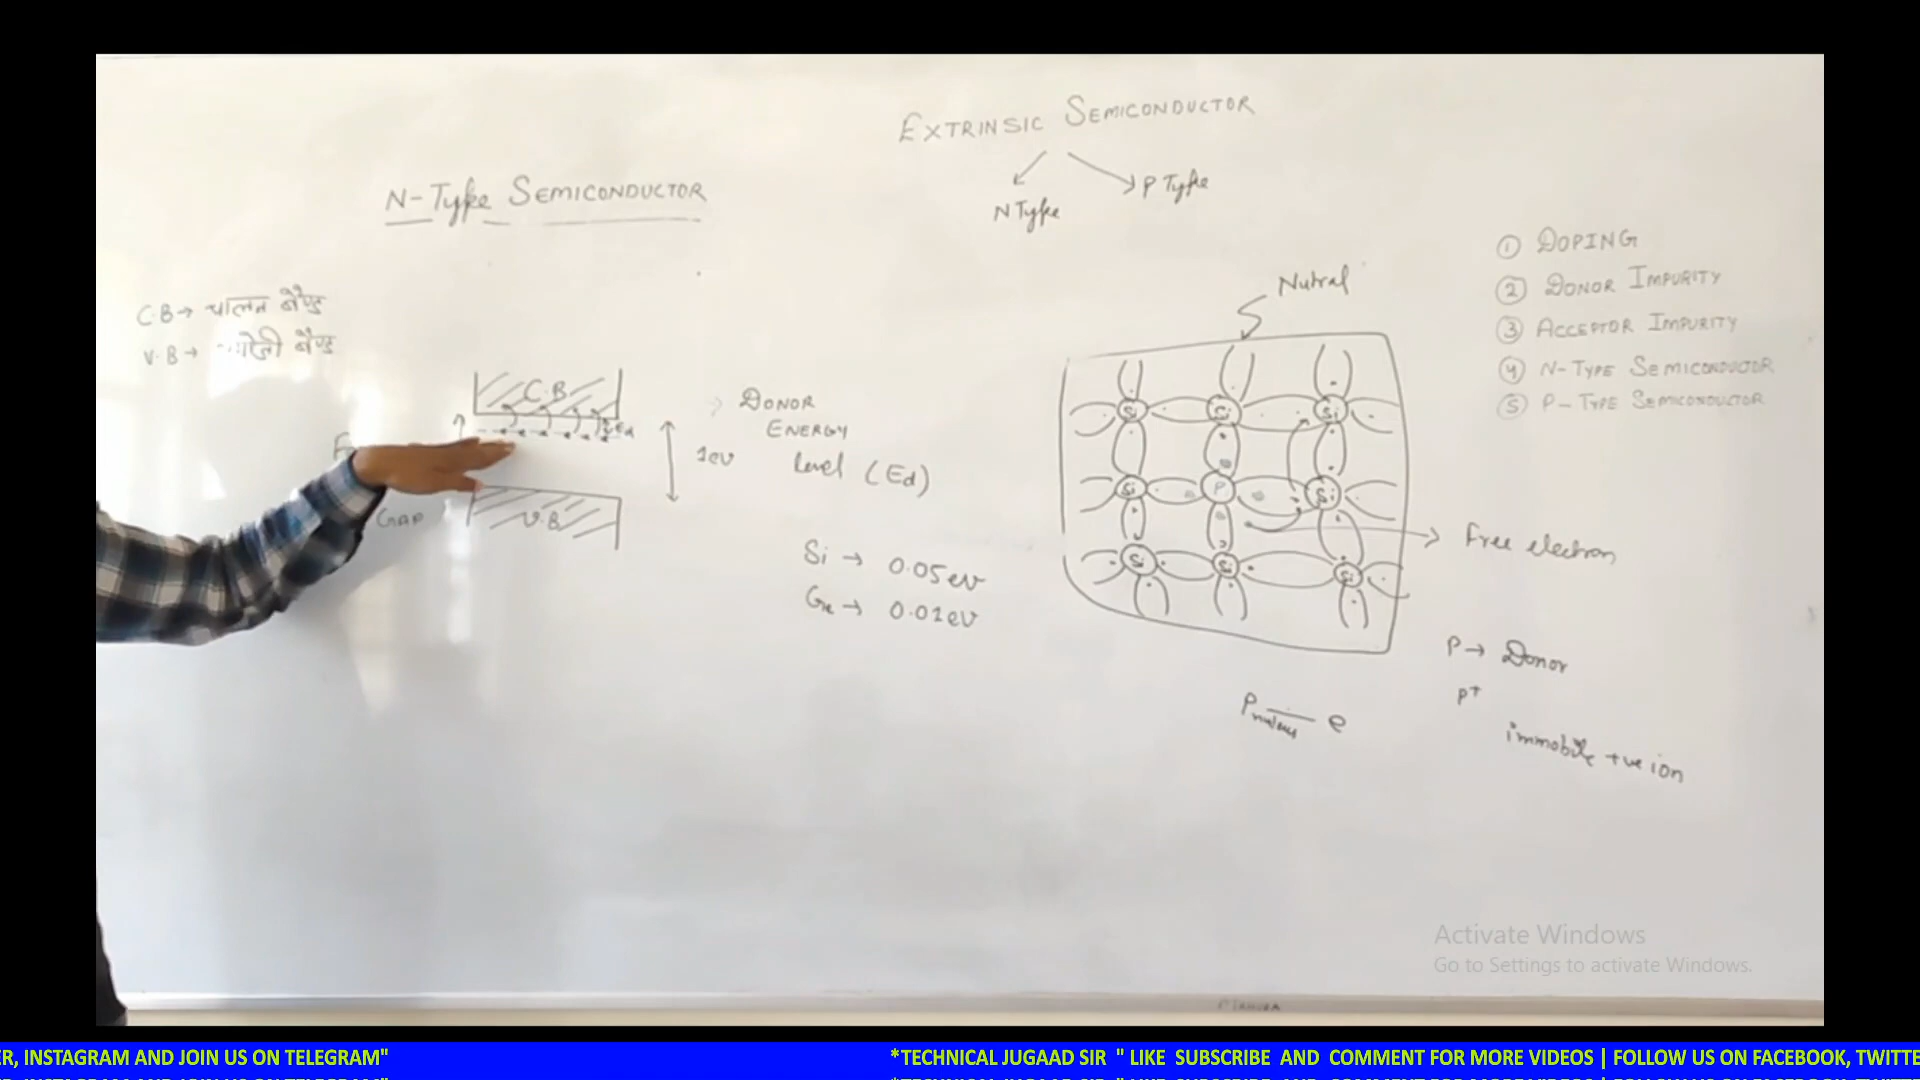 EXTRINSIC SEMICONDUCTOR
N Type
P Type
N-Type SEMICONDUCTOR
C.B→ चालन बैण्ड
V.B→ बैण्ड
C.B
Ed
1ev
V.B
GAP
DONOR
ENERGY
level (Ed)
Si → 0.05ev
Ge → 0.01ev
Nutral
Si Si Si
Si P Si
Si Si Si
Free electron
① DOPING
② DONOR IMPURITY
③ ACCEPTOR IMPURITY
④ N-TYPE SEMICONDUCTOR
⑤ P-TYPE SEMICONDUCTOR
P→ Donor
P+
immobile +ve ion
P e
Activate Windows
Go to Settings to activate Windows.
ER, INSTAGRAM AND JOIN US ON TELEGRAM" *TECHNICAL JUGAAD SIR " LIKE SUBSCRIBE AND COMMENT FOR MORE VIDEOS | FOLLOW US ON FACEBOOK, TWITTE